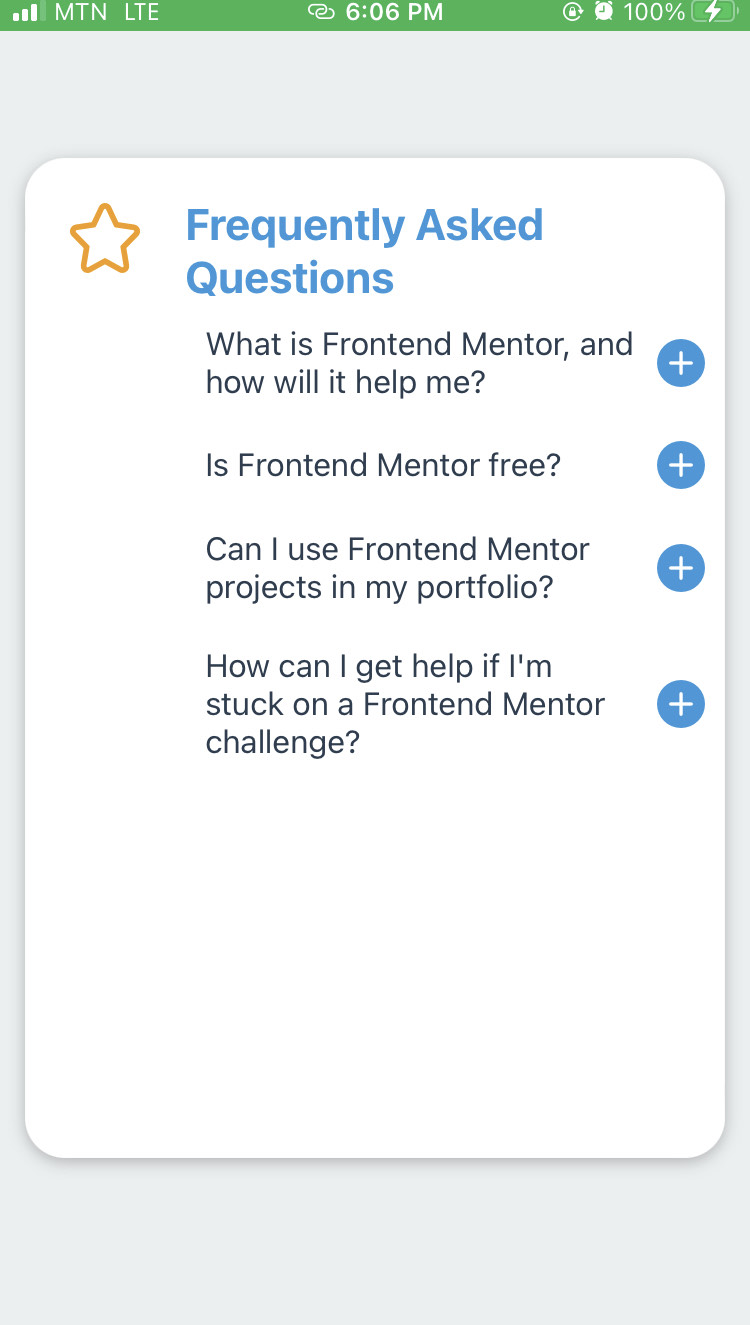 MTN LTE 6:06 PM 100%
Frequently Asked
Questions
What is Frontend Mentor, and
how will it help me?
Is Frontend Mentor free?
Can I use Frontend Mentor
projects in my portfolio?
How can I get help if I'm
stuck on a Frontend Mentor
challenge?